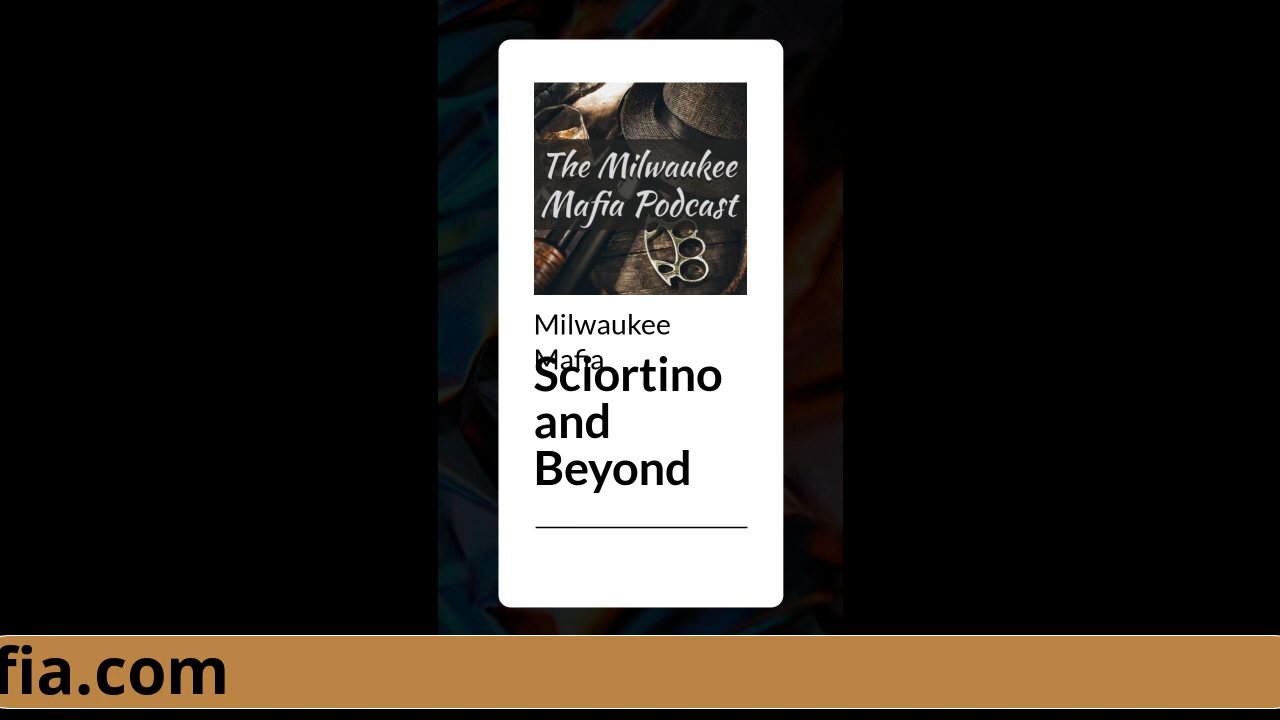 The Milwaukee
Mafia Podcast
Milwaukee
Mafia
Sciortino
and
Beyond
fia.com